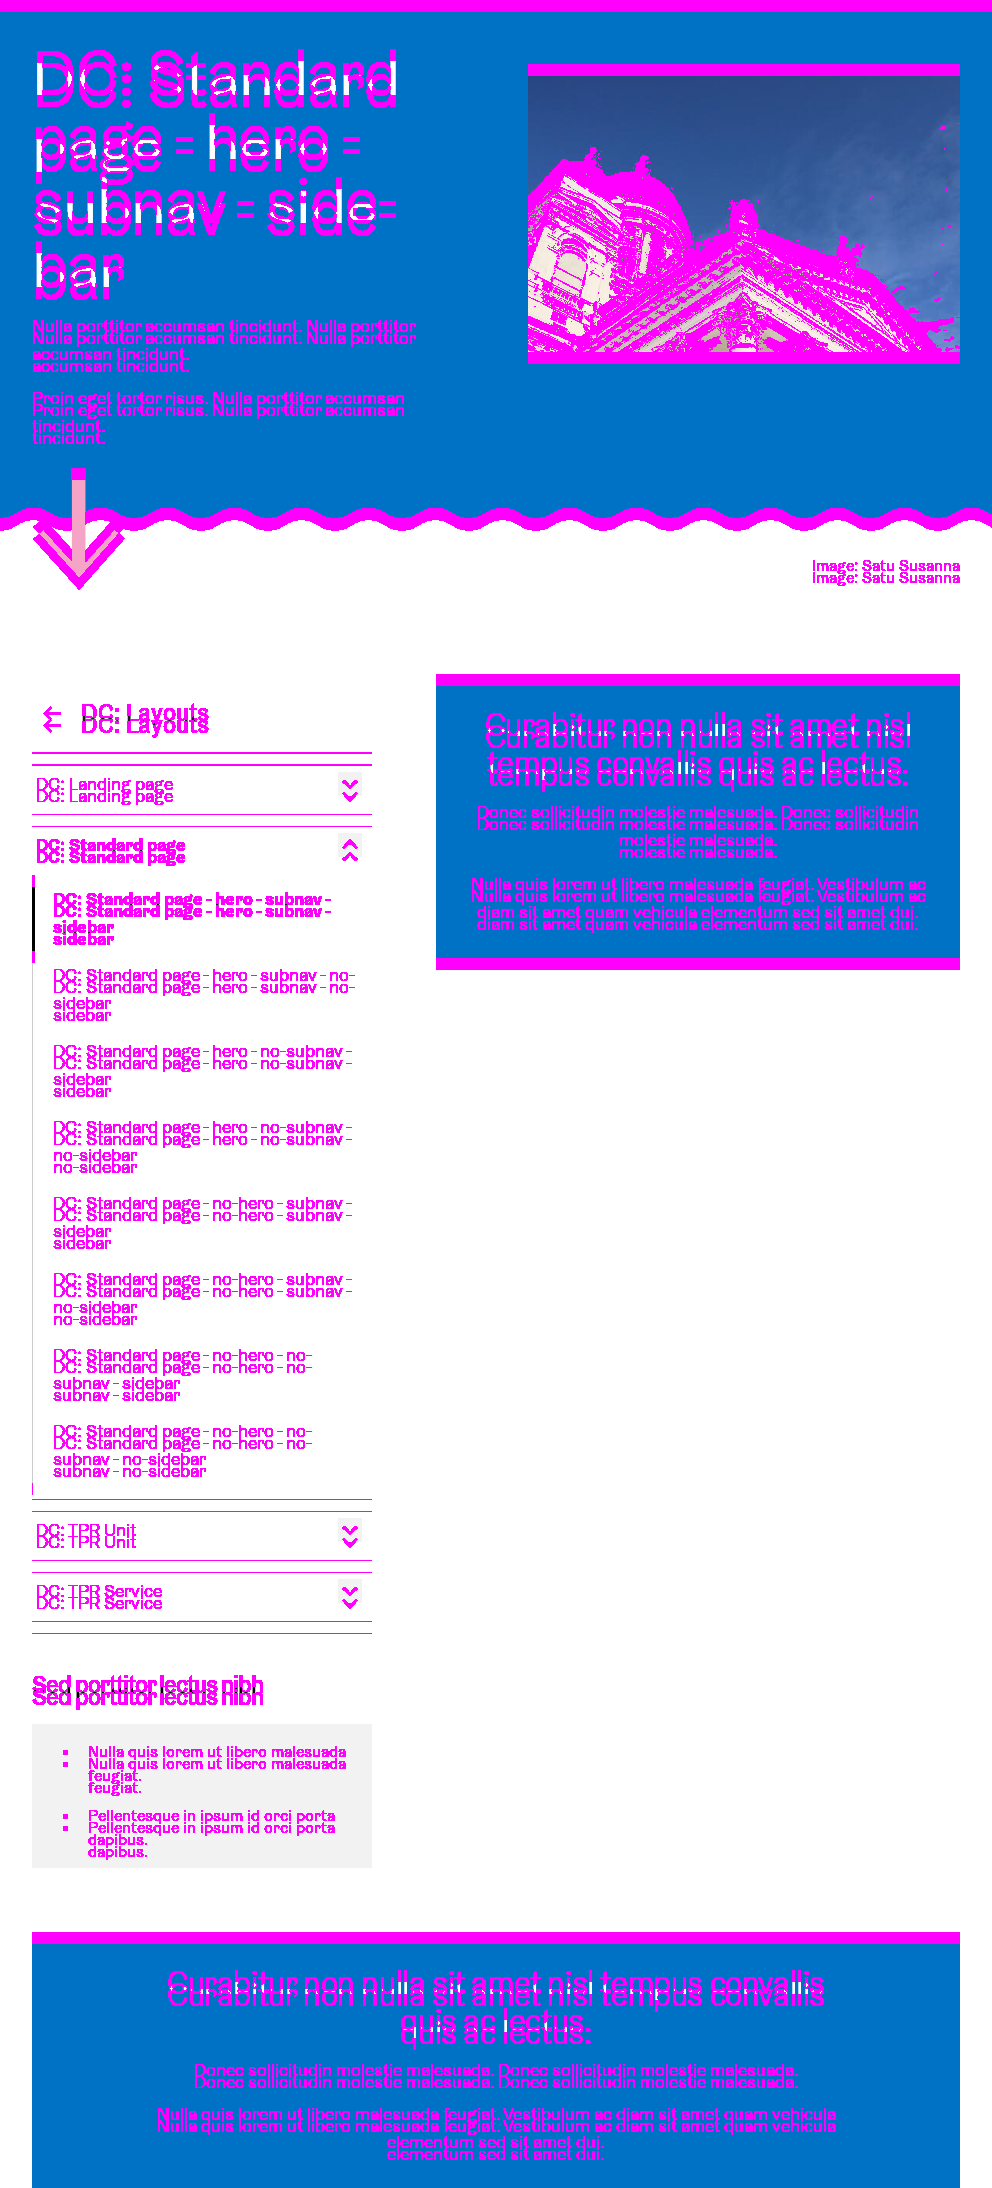 DC: Standard
page - hero -
subnav - side-
bar
Nulla porttitor accumsan tincidunt. Nulla porttitor
accumsan tincidunt.
Proin eget tortor risus. Nulla porttitor accumsan
tincidunt.
Image: Satu Susanna
DC: Layouts
DC: Landing page
DC: Standard page
DC: Standard page - hero - subnav -
sidebar
DC: Standard page - hero - subnav - no-
sidebar
DC: Standard page - hero - no-subnav -
sidebar
DC: Standard page - hero - no-subnav -
no-sidebar
DC: Standard page - no-hero - subnav -
sidebar
DC: Standard page - no-hero - subnav -
no-sidebar
DC: Standard page - no-hero - no-
subnav - sidebar
DC: Standard page - no-hero - no-
subnav - no-sidebar
DC: TPR Unit
DC: TPR Service
Sed porttitor lectus nibh
Nulla quis lorem ut libero malesuada
feugiat.
Pellentesque in ipsum id orci porta
dapibus.
Curabitur non nulla sit amet nisl
tempus convallis quis ac lectus.
Donec sollicitudin molestie malesuada. Donec sollicitudin
molestie malesuada.
Nulla quis lorem ut libero malesuada feugiat. Vestibulum ac
diam sit amet quam vehicula elementum sed sit amet dui.
Curabitur non nulla sit amet nisl tempus convallis
quis ac lectus.
Donec sollicitudin molestie malesuada. Donec sollicitudin molestie malesuada.
Nulla quis lorem ut libero malesuada feugiat. Vestibulum ac diam sit amet quam vehicula
elementum sed sit amet dui.